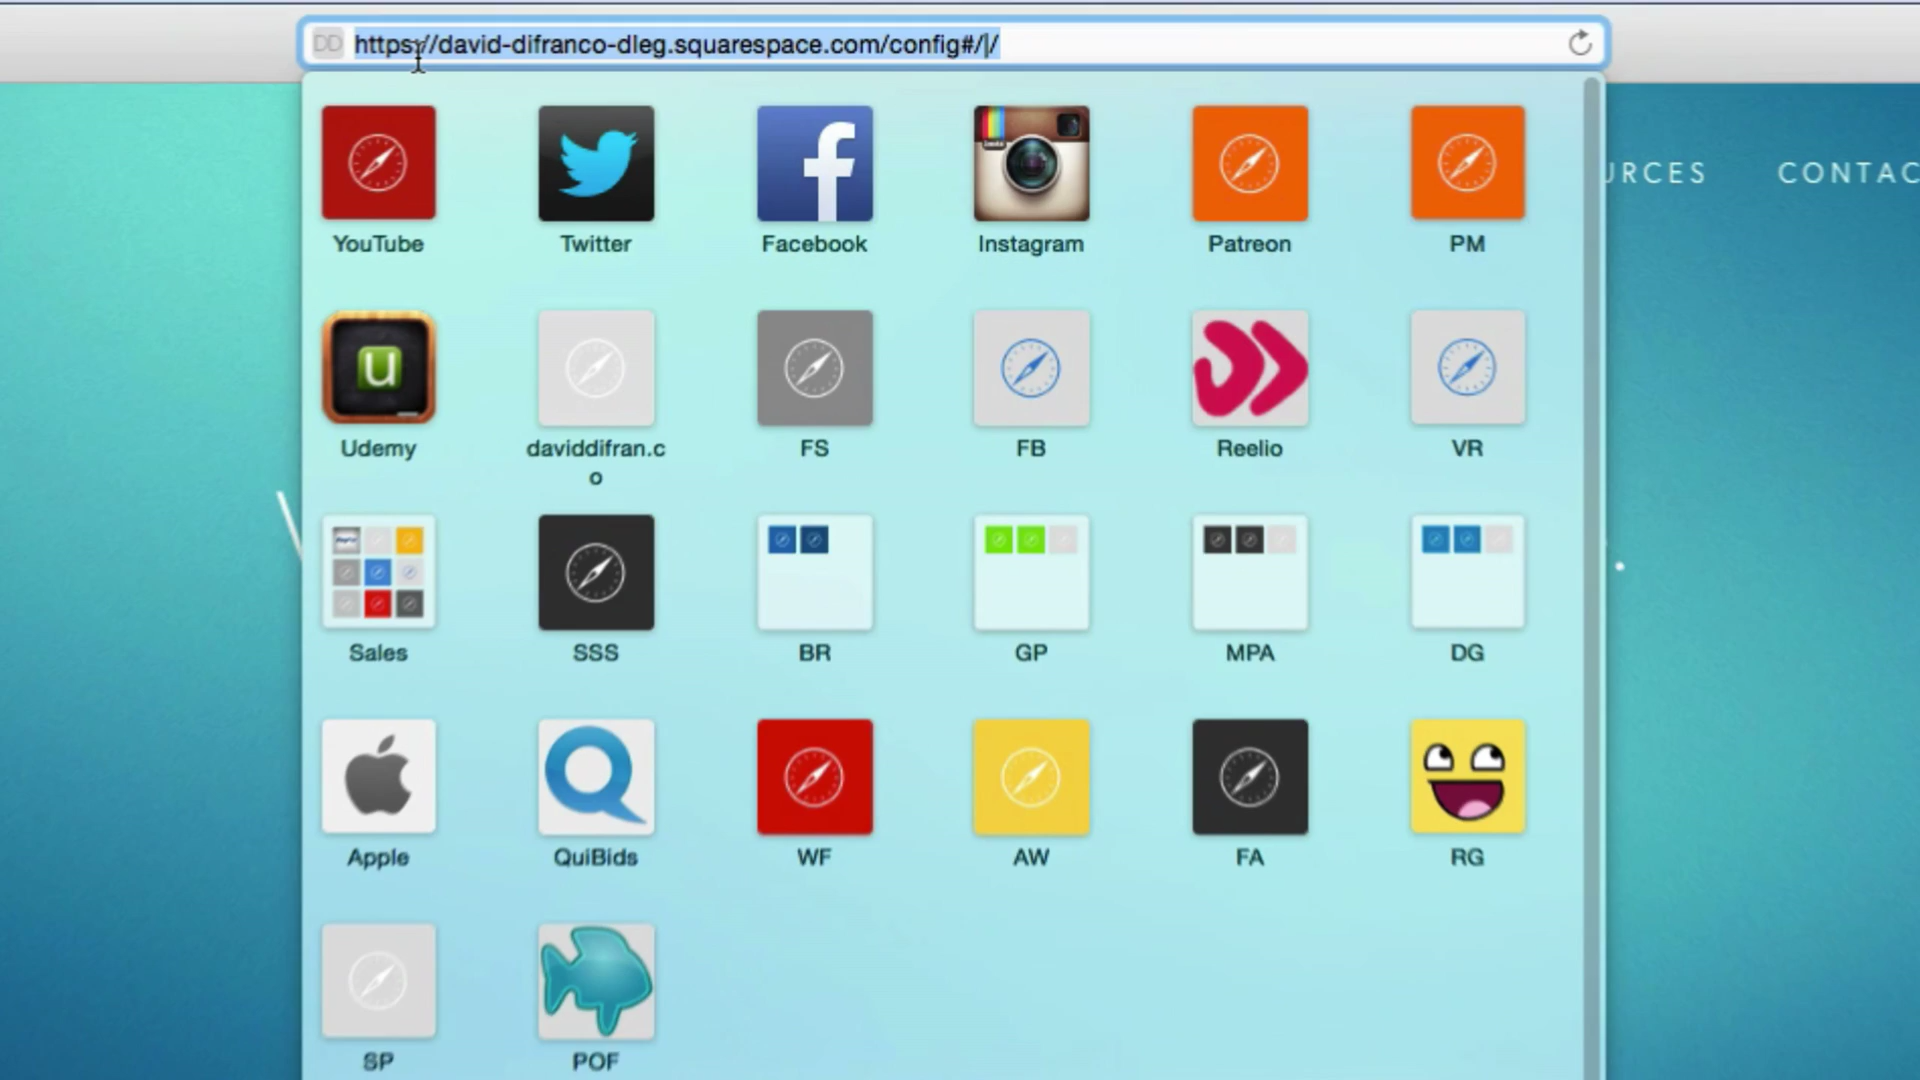 DD https://david-difranco-dleg.squarespace.com/config#/|/
URCES CONTAC
YouTube Twitter Facebook Instagram Patreon PM
U
Udemy daviddifran.c
o FS FB Reelio VR
Sales SSS BR GP MPA DG
Apple QuiBids WF AW FA RG
SP POF